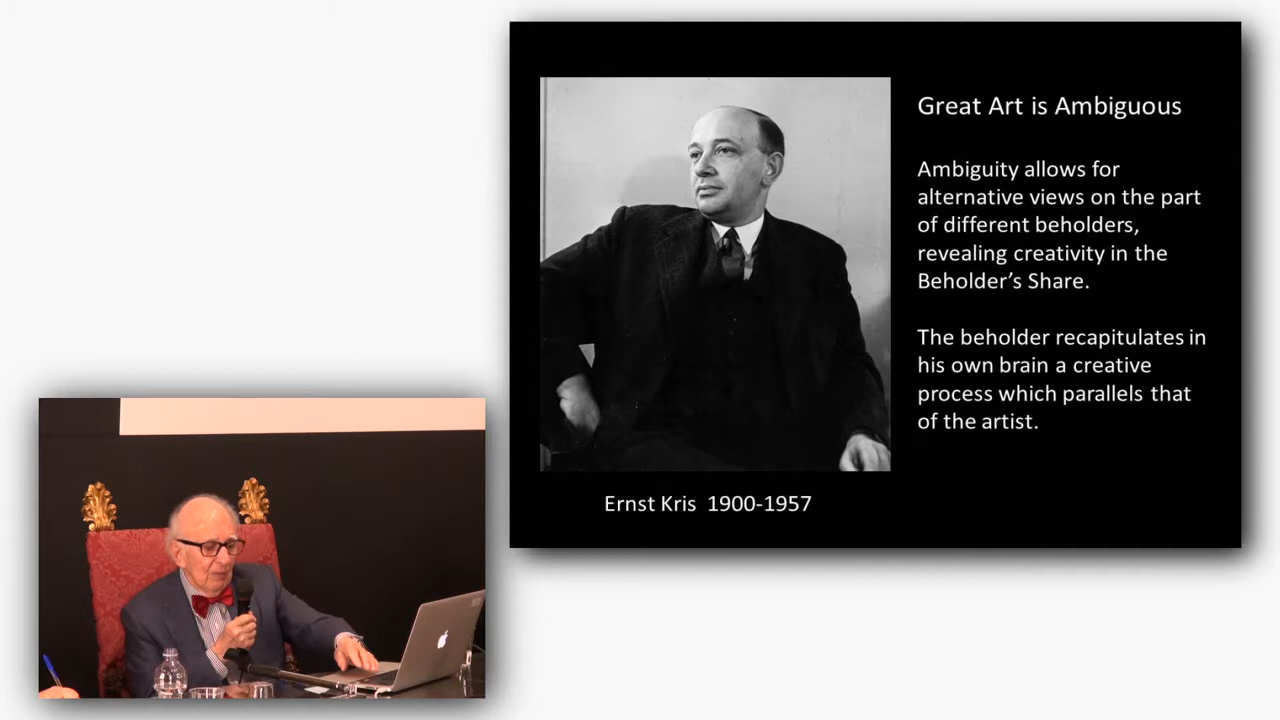 Great Art is Ambiguous
Ambiguity allows for
alternative views on the part
of different beholders,
revealing creativity in the
Beholder’s Share.
The beholder recapitulates in
his own brain a creative
process which parallels that
of the artist.
Ernst Kris 1900-1957